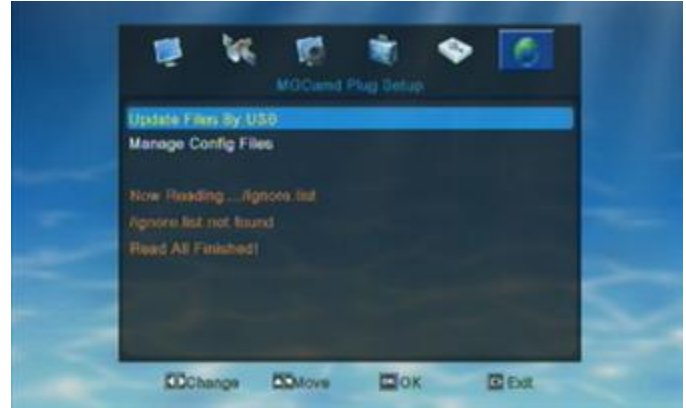 MOCamd Plug Setup
Update Files By USB
Manage Config Files
Now Reading.../ignore.list
/ignore.list not found
Read All Finished!
Change Move OK Exit